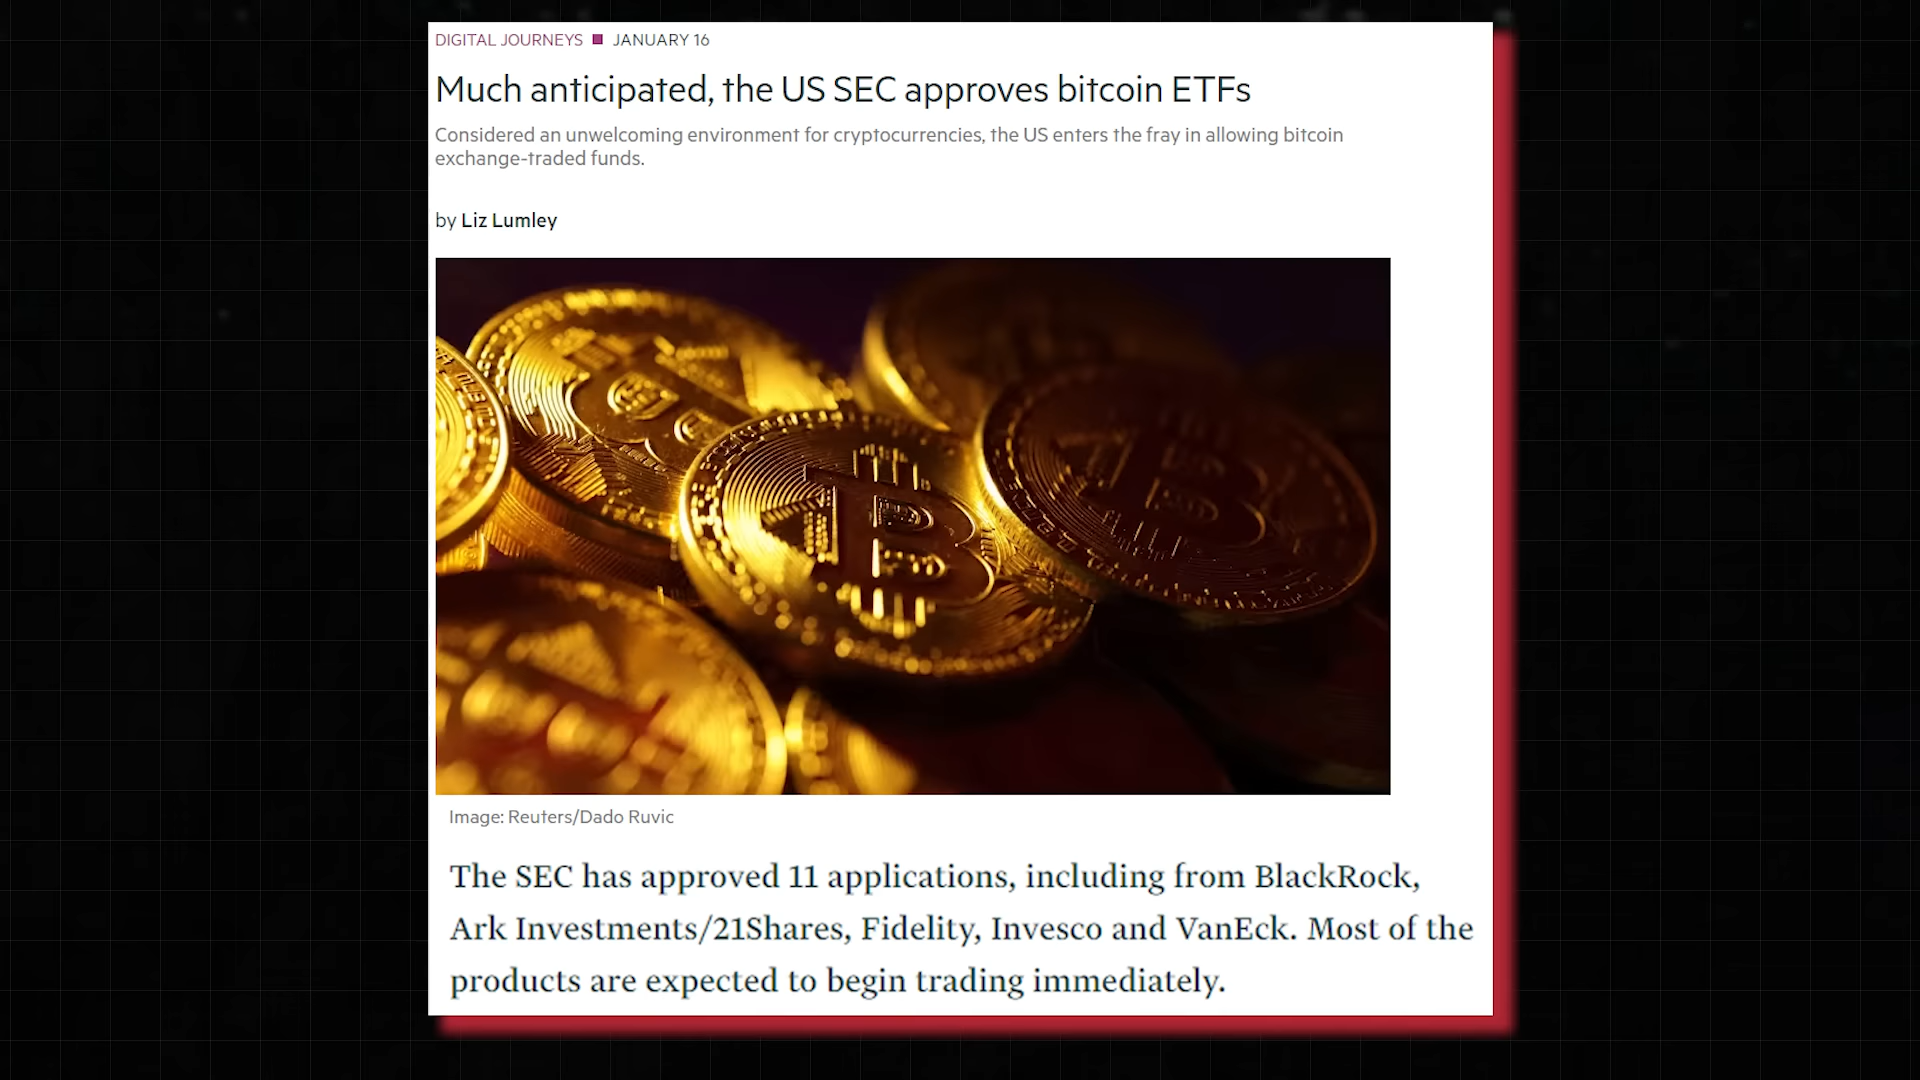 DIGITAL JOURNEYS ■ JANUARY 16
Much anticipated, the US SEC approves bitcoin ETFs
Considered an unwelcoming environment for cryptocurrencies, the US enters the fray in allowing bitcoin
exchange-traded funds.
by Liz Lumley
Image: Reuters/Dado Ruvic
The SEC has approved 11 applications, including from BlackRock,
Ark Investments/21Shares, Fidelity, Invesco and VanEck. Most of the
products are expected to begin trading immediately.